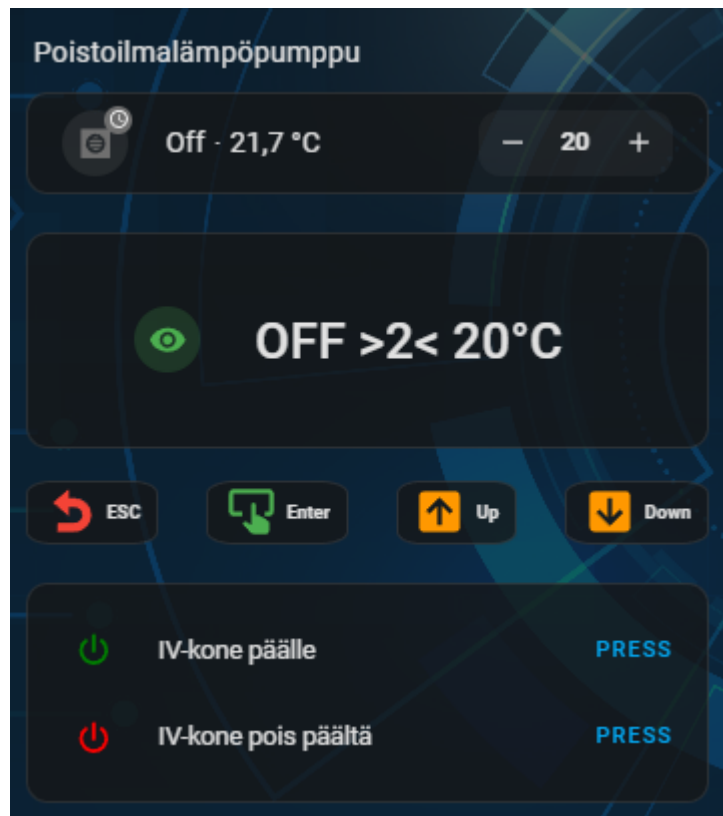 Poistoilmalämpöpumppu
Off · 21,7 °C − 20 +
OFF >2< 20°C
ESC Enter Up Down
IV-kone päälle PRESS
IV-kone pois päältä PRESS